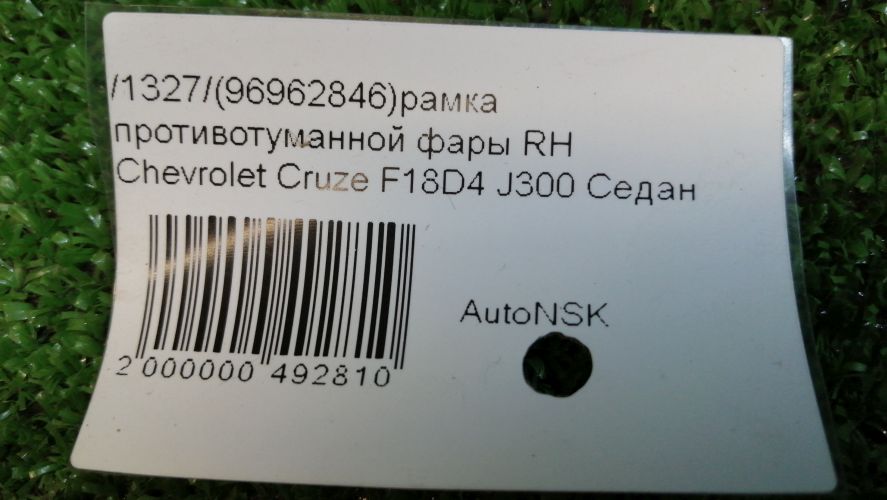 /1327/(96962846)рамка
противотуманной фары RH
Chevrolet Cruze F18D4 J300 Седан
AutoNSK
2 000000 492810